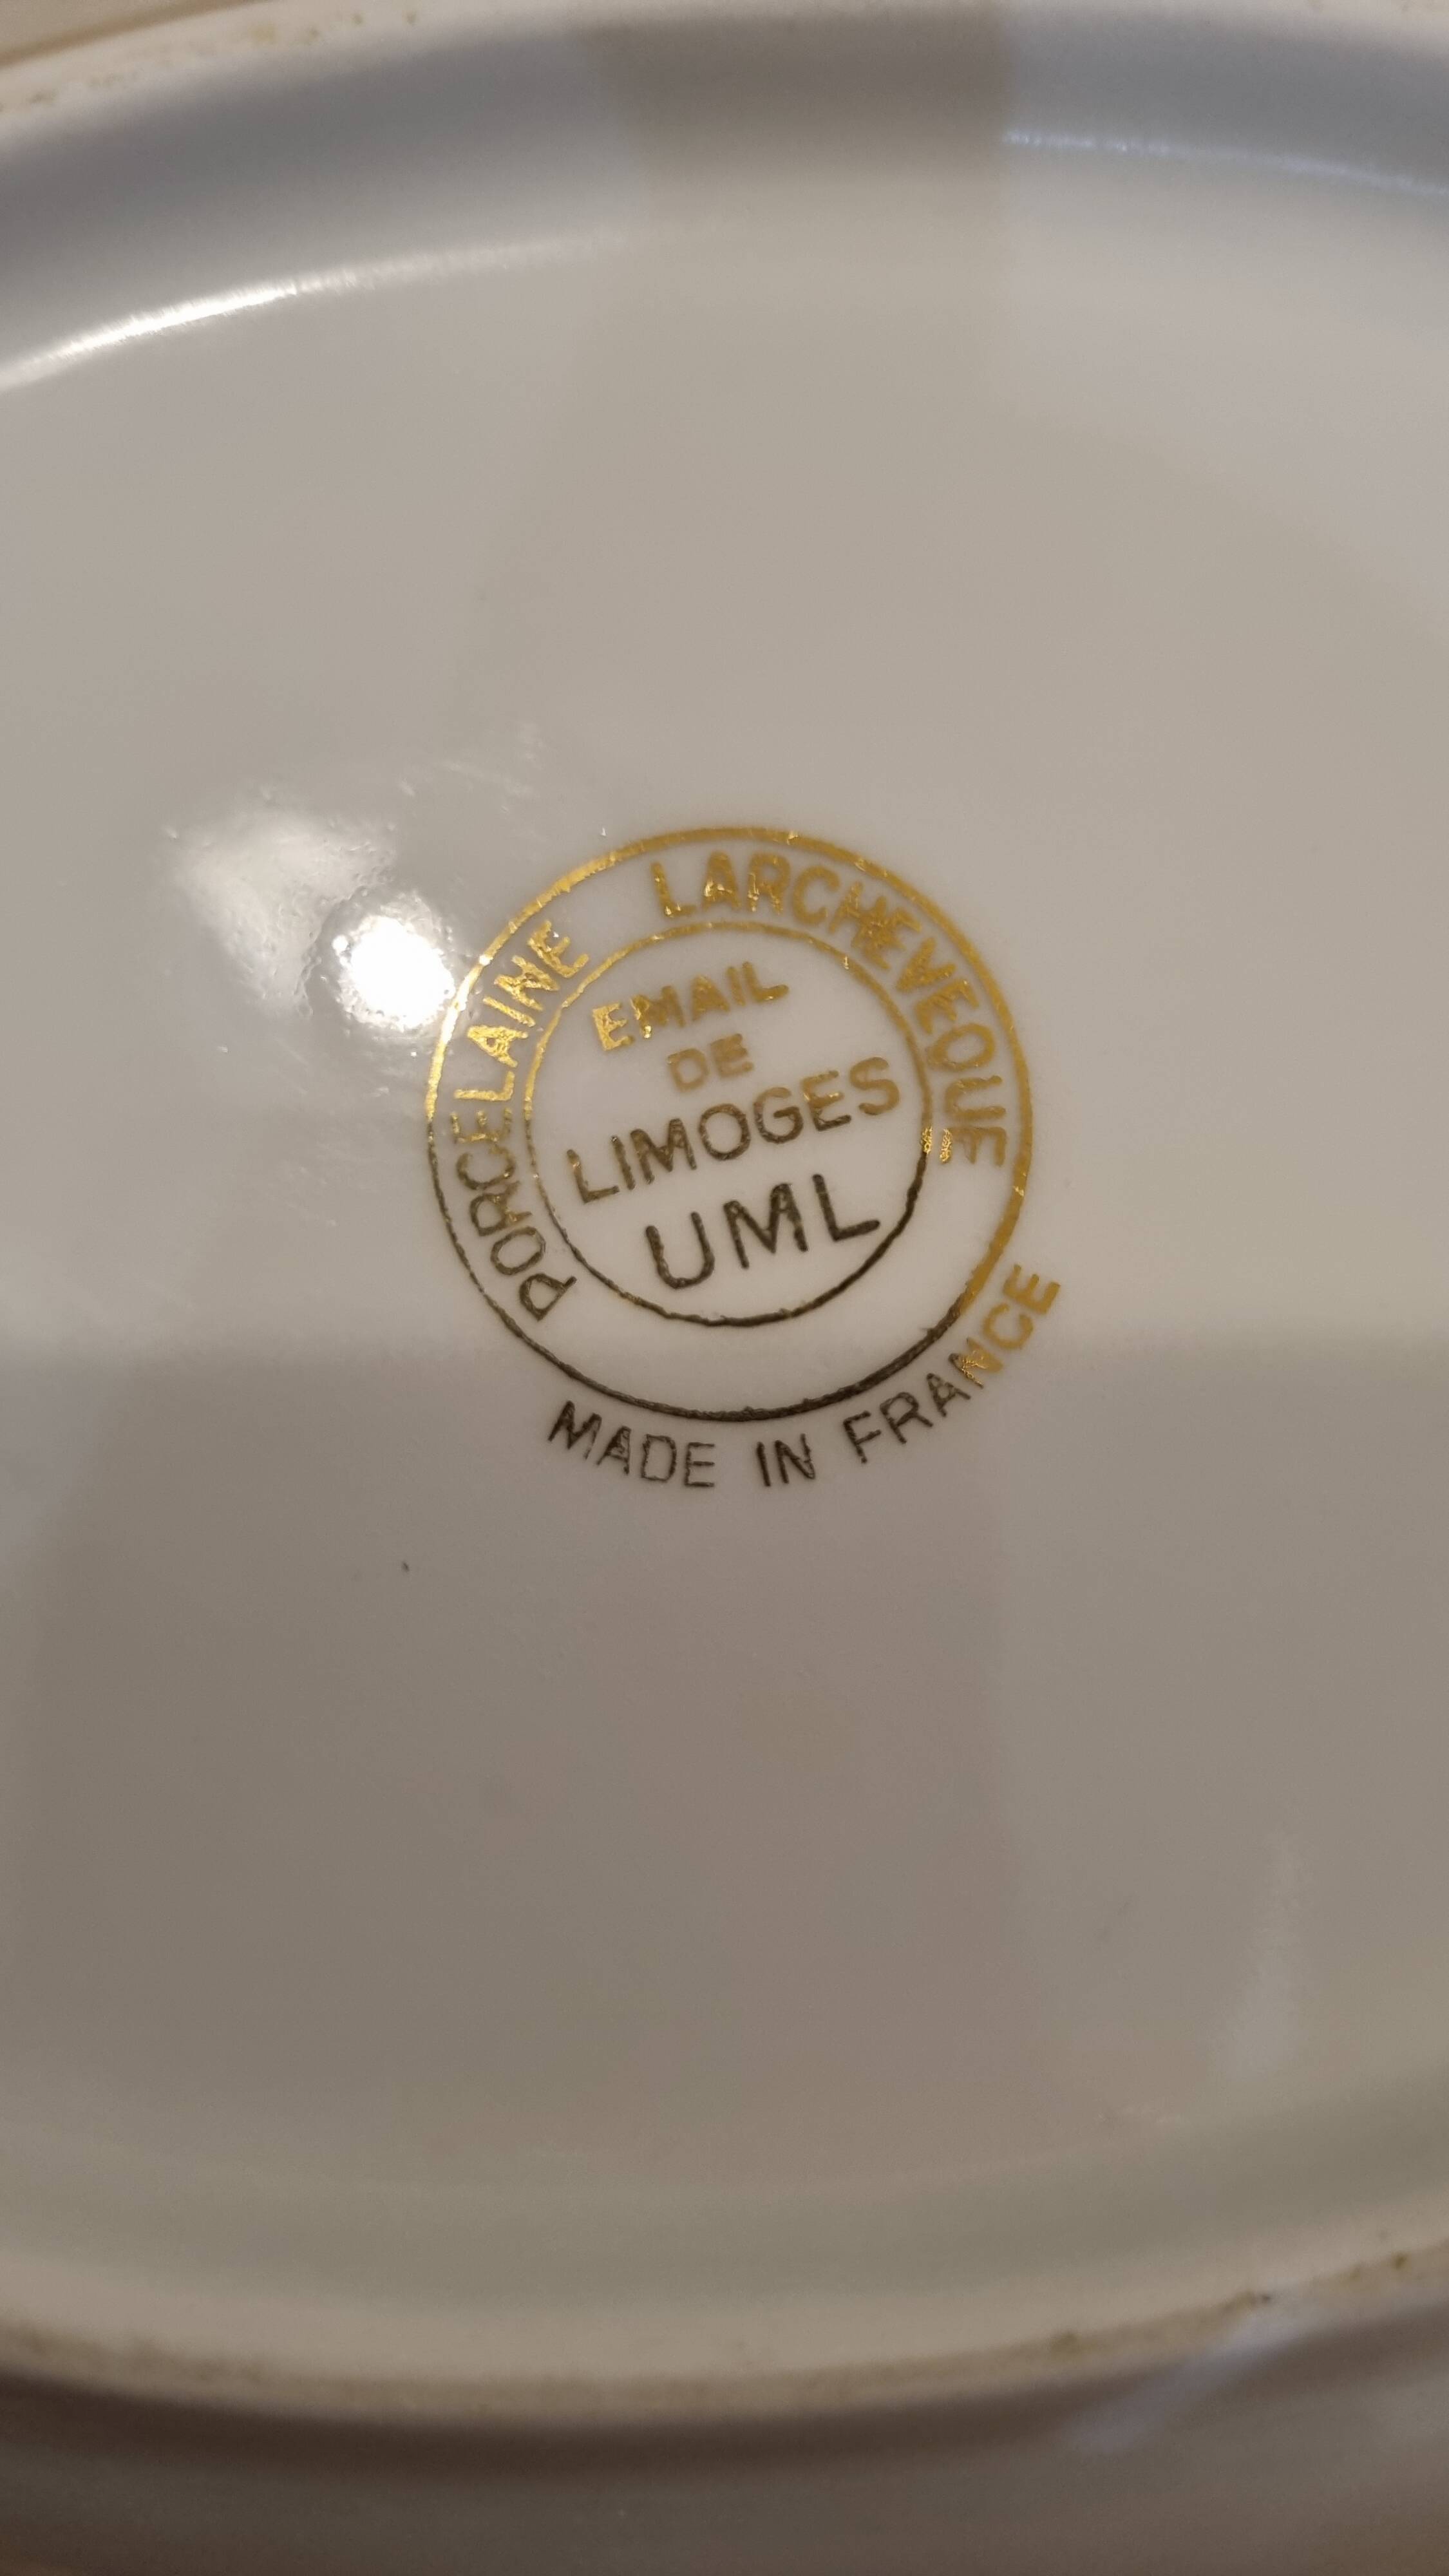 PORCELAINE LARCHEVEQUE
EMAIL
DE
LIMOGES
UML
MADE IN FRANCE